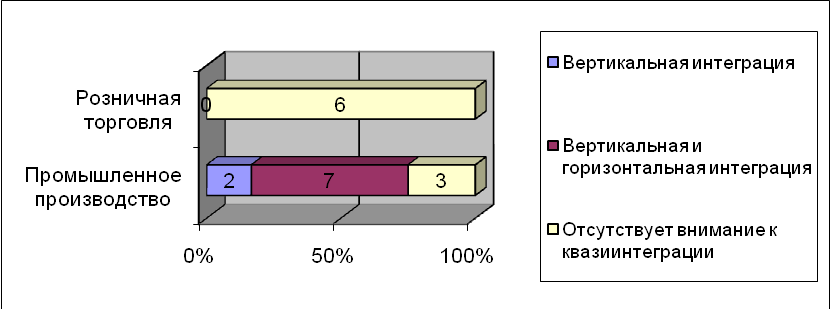 Розничная
торговля
0
6
Промышленное
производство
2
7
3
0%
50%
100%
Вертикальная интеграция
Вертикальная и
горизонтальная интеграция
Отсутствует внимание к
квазиинтеграции